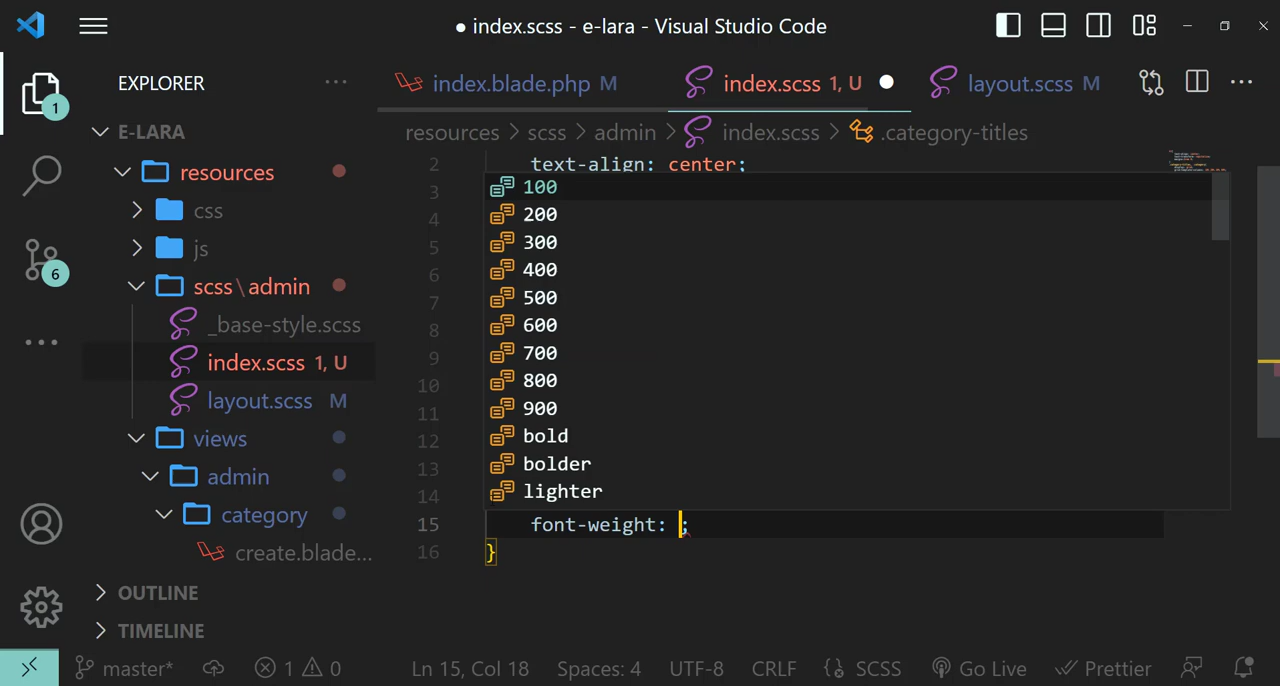 ● index.scss - e-lara - Visual Studio Code
EXPLORER ···
index.blade.php M index.scss 1, U ● layout.scss M ···
E-LARA
resources > scss > admin > index.scss > .category-titles
resources
css
js
scss\admin
_base-style.scss
index.scss 1, U
layout.scss M
views
admin
category
create.blade...
OUTLINE
TIMELINE
1
6
2 text-align: center;
3
4
5
6
7
8
9
10
11
12
13
14
100
200
300
400
500
600
700
800
900
bold
bolder
lighter
15 font-weight: ;
16 }
master* 1 0 Ln 15, Col 18 Spaces: 4 UTF-8 CRLF {} SCSS Go Live Prettier